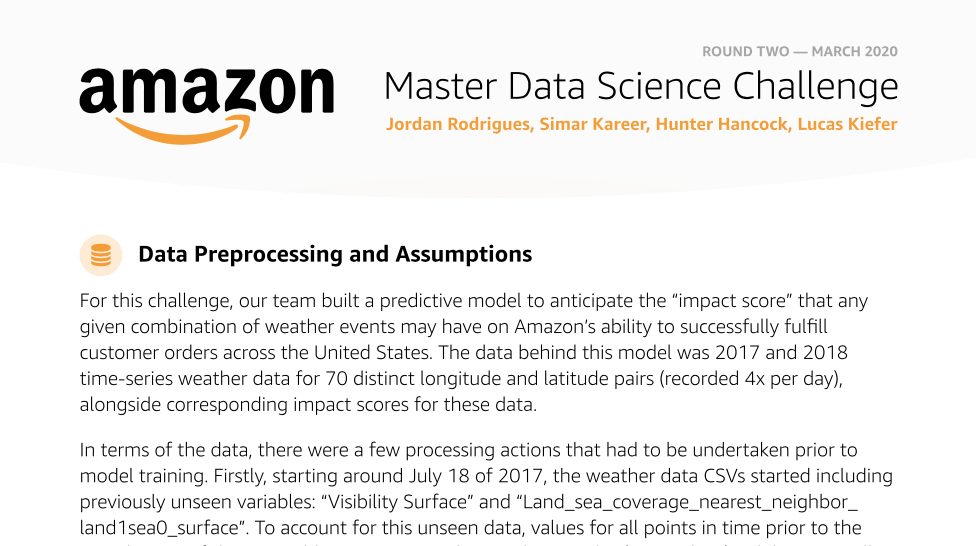 ROUND TWO — MARCH 2020
amazon
Master Data Science Challenge
Jordan Rodrigues, Simar Kareer, Hunter Hancock, Lucas Kiefer
Data Preprocessing and Assumptions
For this challenge, our team built a predictive model to anticipate the “impact score” that any
given combination of weather events may have on Amazon’s ability to successfully fulfill
customer orders across the United States. The data behind this model was 2017 and 2018
time-series weather data for 70 distinct longitude and latitude pairs (recorded 4x per day),
alongside corresponding impact scores for these data.
In terms of the data, there were a few processing actions that had to be undertaken prior to
model training. Firstly, starting around July 18 of 2017, the weather data CSVs started including
previously unseen variables: “Visibility Surface” and “Land_sea_coverage_nearest_neighbor_
land1sea0_surface”. To account for this unseen data, values for all points in time prior to the